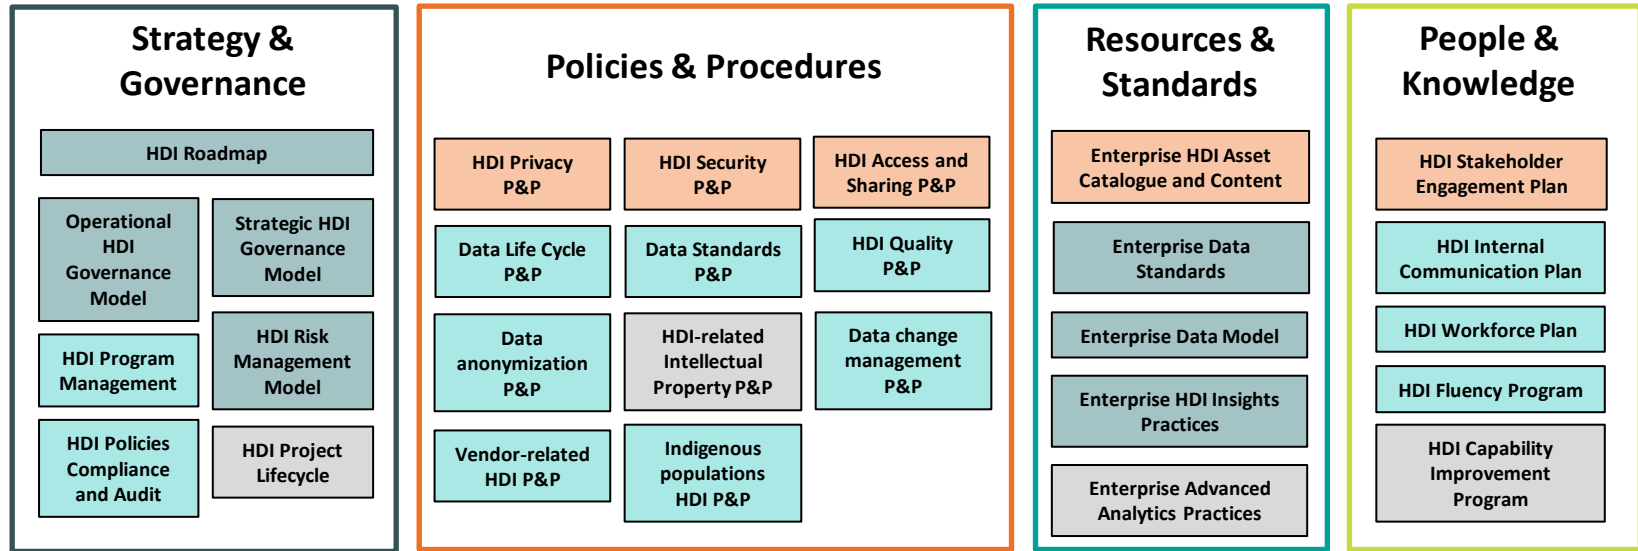 Strategy &
Governance
HDI Roadmap
Operational
HDI
Governance
Model
Strategic HDI
Governance
Model
HDI Program
Management
HDI Risk
Management
Model
HDI Policies
Compliance
and Audit
HDI Project
Lifecycle
Policies & Procedures
HDI Privacy
P&P
HDI Security
P&P
HDI Access and
Sharing P&P
Data Life Cycle
P&P
Data Standards
P&P
HDI Quality
P&P
Data
anonymization
P&P
HDI-related
Intellectual
Property P&P
Data change
management
P&P
Vendor-related
HDI P&P
Indigenous
populations
HDI P&P
Resources &
Standards
Enterprise HDI Asset
Catalogue and Content
Enterprise Data
Standards
Enterprise Data Model
Enterprise HDI Insights
Practices
Enterprise Advanced
Analytics Practices
People &
Knowledge
HDI Stakeholder
Engagement Plan
HDI Internal
Communication Plan
HDI Workforce Plan
HDI Fluency Program
HDI Capability
Improvement
Program